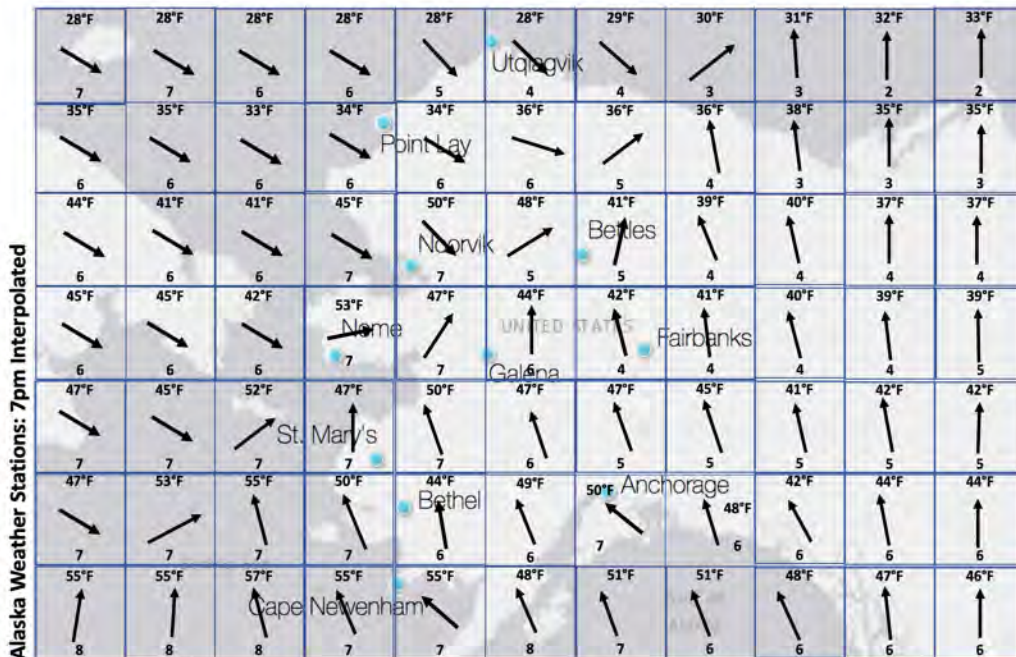 Alaska Weather Stations: 7pm Interpolated
28°F 28°F 28°F 28°F 28°F 28°F 29°F 30°F 31°F 32°F 33°F
Utqiagvik
7 7 6 6 5 4 4 3 3 2 2
35°F 35°F 33°F 34°F 34°F 36°F 36°F 36°F 38°F 35°F 35°F
Point Lay
6 6 6 6 6 6 5 4 3 3 3
44°F 41°F 41°F 45°F 50°F 48°F 41°F 39°F 40°F 37°F 37°F
Noorvik Bettles
6 6 6 7 7 5 5 4 4 4 4
45°F 45°F 42°F 53°F 47°F 44°F 42°F 41°F 40°F 39°F 39°F
Nome UNITED STATES Fairbanks
6 6 6 7 7 6 4 4 4 4 5
Galena
47°F 45°F 52°F 47°F 50°F 47°F 47°F 45°F 41°F 42°F 42°F
St. Mary's
7 7 7 7 7 6 5 5 5 5 5
47°F 53°F 55°F 50°F 44°F 49°F 50°F 48°F 42°F 44°F 44°F
Bethel Anchorage
7 7 7 7 6 6 7 6 6 6 6
55°F 55°F 57°F 55°F 55°F 48°F 51°F 51°F 48°F 47°F 46°F
Cape Newenham
8 8 8 7 7 8 7 6 6 6 6